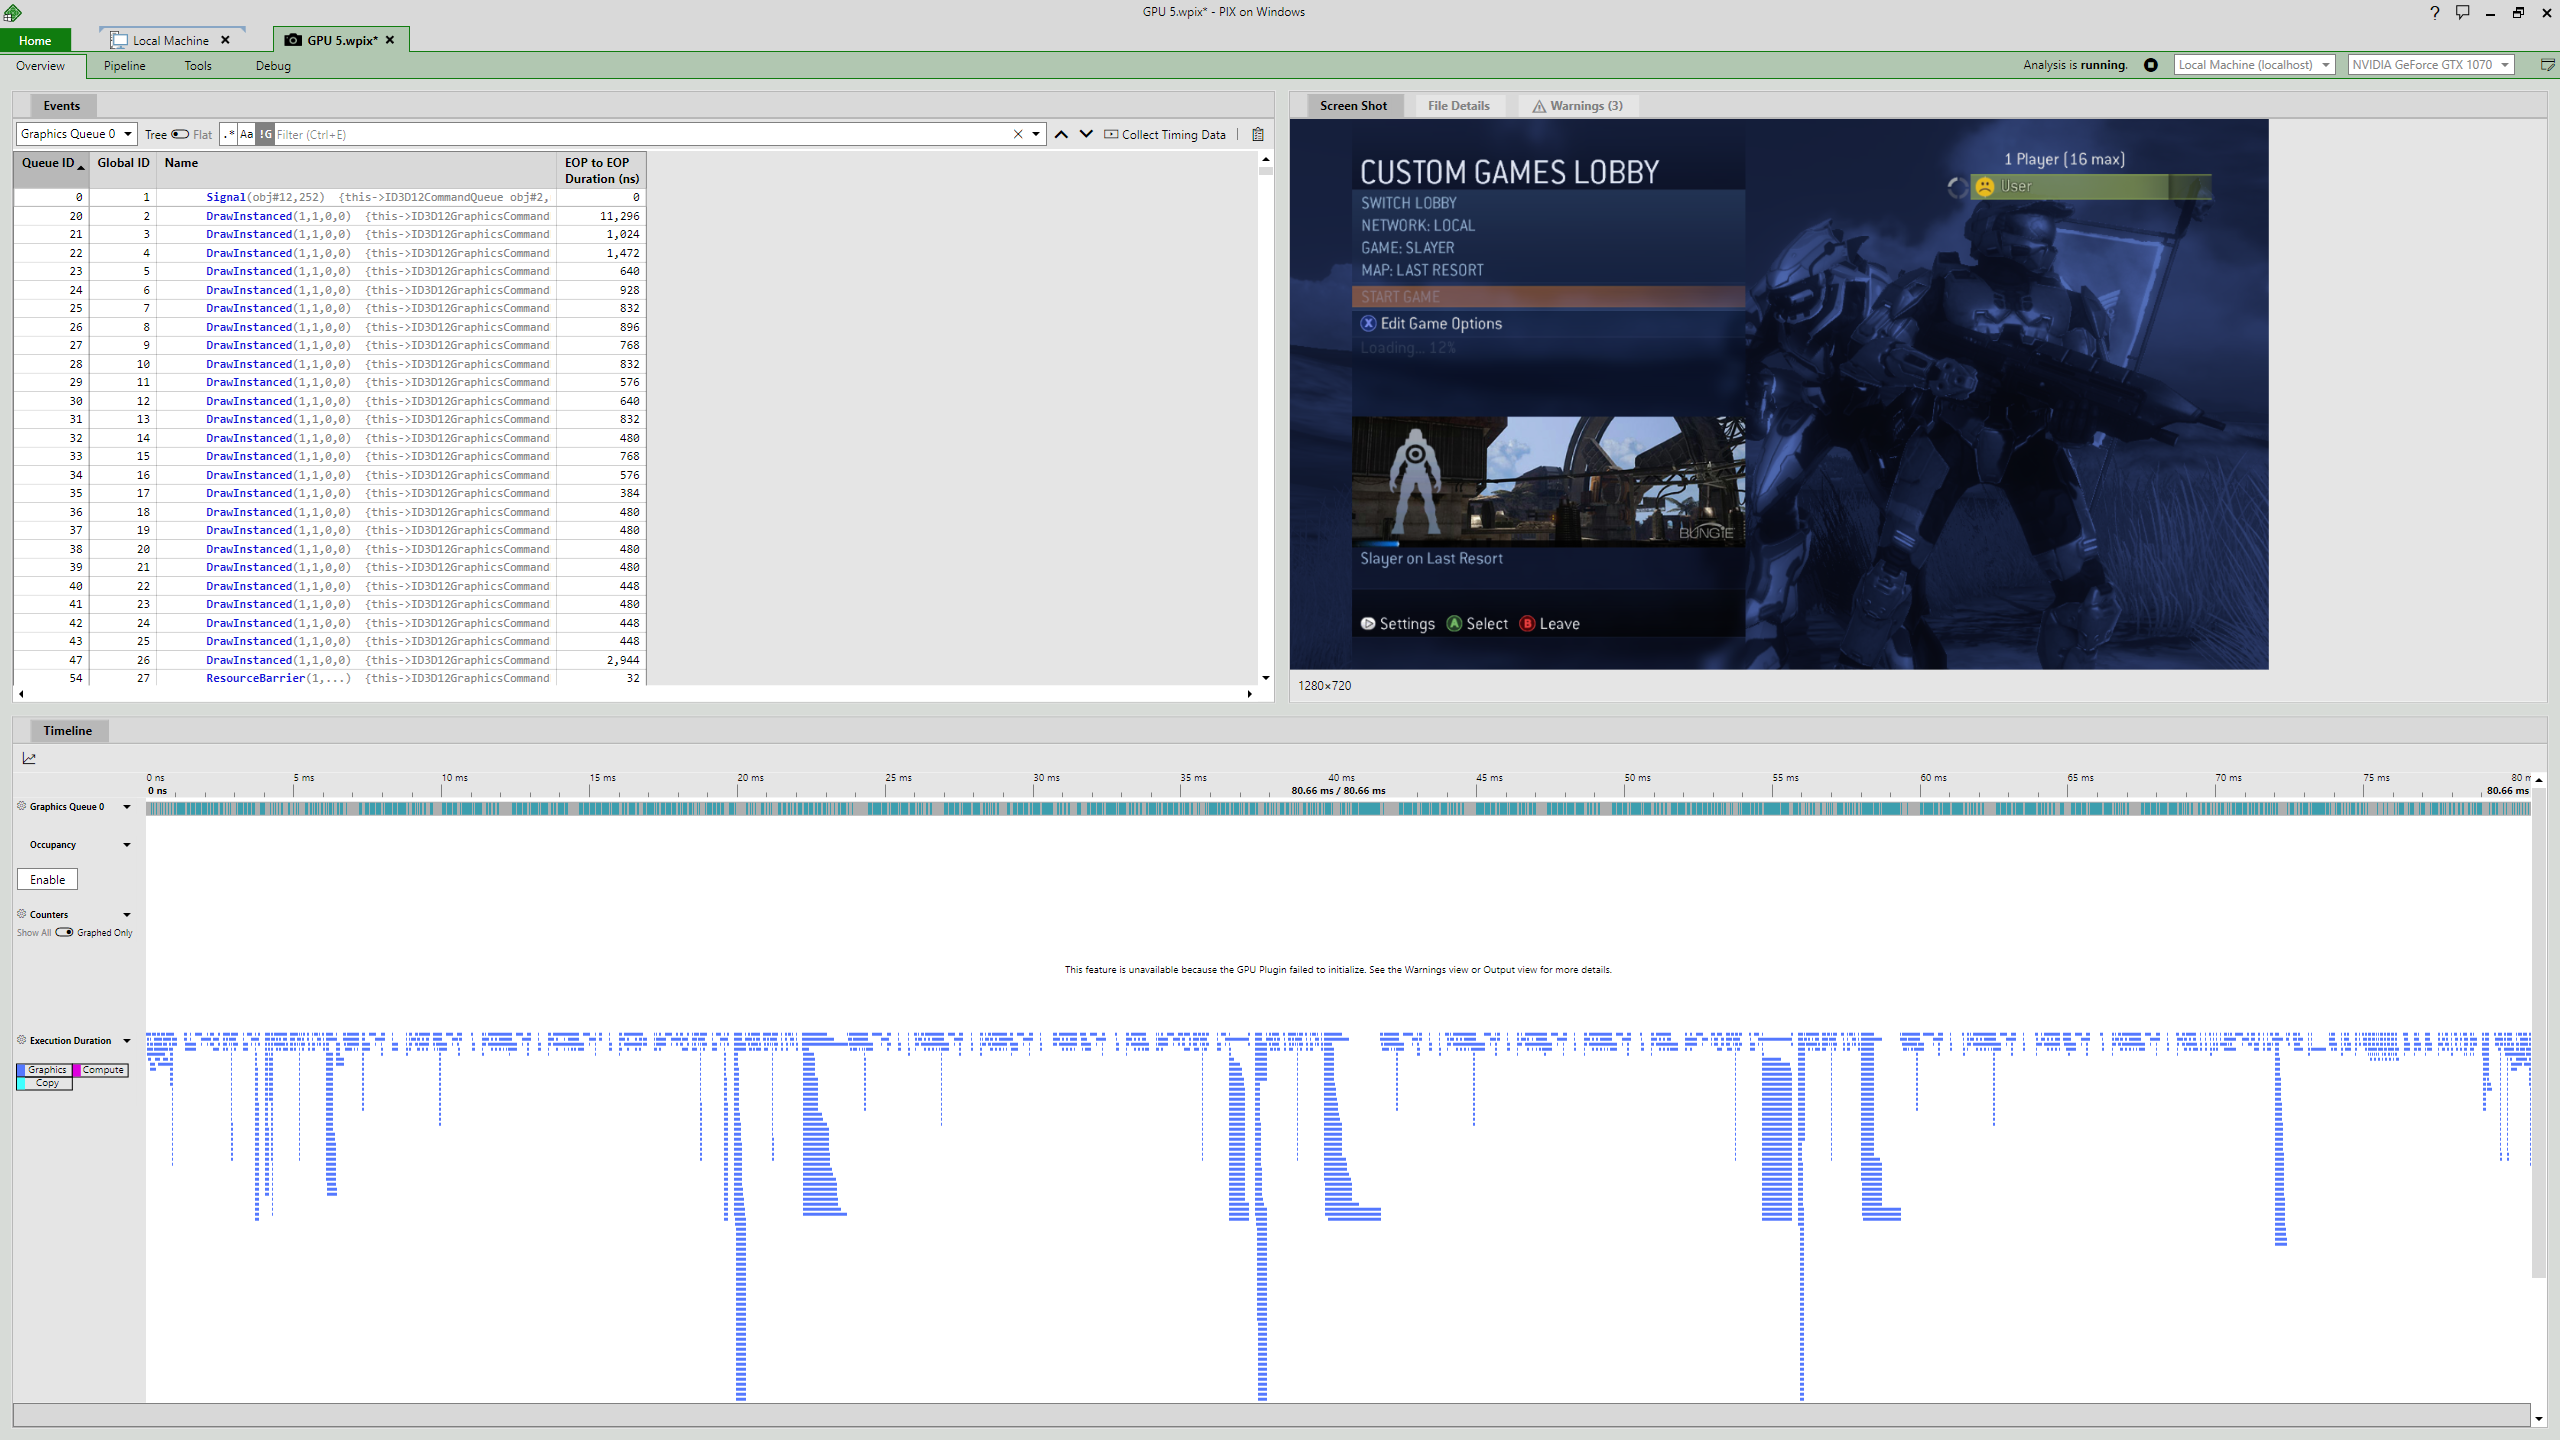 GPU 5.wpix* - PIX on Windows
Home
Local Machine
GPU 5.wpix*
Overview
Pipeline
Tools
Debug
Analysis is running.
Local Machine (localhost)
NVIDIA GeForce GTX 1070
Events
Graphics Queue 0
Tree
Flat
.* Aa !G Filter (Ctrl+E)
Collect Timing Data
Queue ID Global ID Name EOP to EOP Duration (ns)
0 1 Signal(obj#12,252) {this->ID3D12CommandQueue obj#2, 0
20 2 DrawInstanced(1,1,0,0) {this->ID3D12GraphicsCommand 11,296
21 3 DrawInstanced(1,1,0,0) {this->ID3D12GraphicsCommand 1,024
22 4 DrawInstanced(1,1,0,0) {this->ID3D12GraphicsCommand 1,472
23 5 DrawInstanced(1,1,0,0) {this->ID3D12GraphicsCommand 640
24 6 DrawInstanced(1,1,0,0) {this->ID3D12GraphicsCommand 928
25 7 DrawInstanced(1,1,0,0) {this->ID3D12GraphicsCommand 832
26 8 DrawInstanced(1,1,0,0) {this->ID3D12GraphicsCommand 896
27 9 DrawInstanced(1,1,0,0) {this->ID3D12GraphicsCommand 768
28 10 DrawInstanced(1,1,0,0) {this->ID3D12GraphicsCommand 832
29 11 DrawInstanced(1,1,0,0) {this->ID3D12GraphicsCommand 576
30 12 DrawInstanced(1,1,0,0) {this->ID3D12GraphicsCommand 640
31 13 DrawInstanced(1,1,0,0) {this->ID3D12GraphicsCommand 832
32 14 DrawInstanced(1,1,0,0) {this->ID3D12GraphicsCommand 480
33 15 DrawInstanced(1,1,0,0) {this->ID3D12GraphicsCommand 768
34 16 DrawInstanced(1,1,0,0) {this->ID3D12GraphicsCommand 576
35 17 DrawInstanced(1,1,0,0) {this->ID3D12GraphicsCommand 384
36 18 DrawInstanced(1,1,0,0) {this->ID3D12GraphicsCommand 480
37 19 DrawInstanced(1,1,0,0) {this->ID3D12GraphicsCommand 480
38 20 DrawInstanced(1,1,0,0) {this->ID3D12GraphicsCommand 480
39 21 DrawInstanced(1,1,0,0) {this->ID3D12GraphicsCommand 480
40 22 DrawInstanced(1,1,0,0) {this->ID3D12GraphicsCommand 448
41 23 DrawInstanced(1,1,0,0) {this->ID3D12GraphicsCommand 480
42 24 DrawInstanced(1,1,0,0) {this->ID3D12GraphicsCommand 448
43 25 DrawInstanced(1,1,0,0) {this->ID3D12GraphicsCommand 448
47 26 DrawInstanced(1,1,0,0) {this->ID3D12GraphicsCommand 2,944
54 27 ResourceBarrier(1,...) {this->ID3D12GraphicsCommand 32
Screen Shot
File Details
Warnings (3)
CUSTOM GAMES LOBBY
SWITCH LOBBY
NETWORK: LOCAL
GAME: SLAYER
MAP: LAST RESORT
START GAME
X Edit Game Options
Loading... 12%
1 Player (16 max)
User
BUNGIE
Slayer on Last Resort
Settings A Select B Leave
1280×720
Timeline
0 ns 5 ms 10 ms 15 ms 20 ms 25 ms 30 ms 35 ms 40 ms 45 ms 50 ms 55 ms 60 ms 65 ms 70 ms 75 ms 80 m
0 ns 80.66 ms / 80.66 ms 80.66 ms
Graphics Queue 0
Occupancy
Enable
Counters
Show All Graphed Only
This feature is unavailable because the GPU Plugin failed to initialize. See the Warnings view or Output view for more details.
Execution Duration
Graphics Compute
Copy